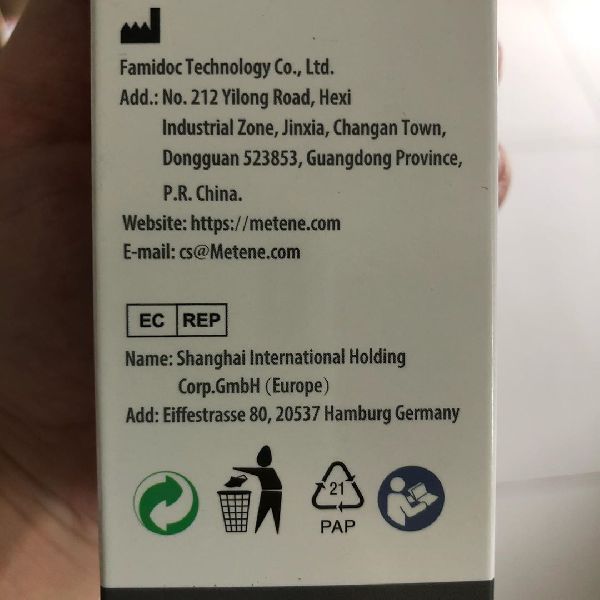 Famidoc Technology Co., Ltd.
Add.: No. 212 Yilong Road, Hexi
Industrial Zone, Jinxia, Changan Town,
Dongguan 523853, Guangdong Province,
P.R. China.
Website: https://metene.com
E-mail: cs@Metene.com
EC REP
Name: Shanghai International Holding
Corp.GmbH (Europe)
Add: Eiffestrasse 80, 20537 Hamburg Germany
21
PAP